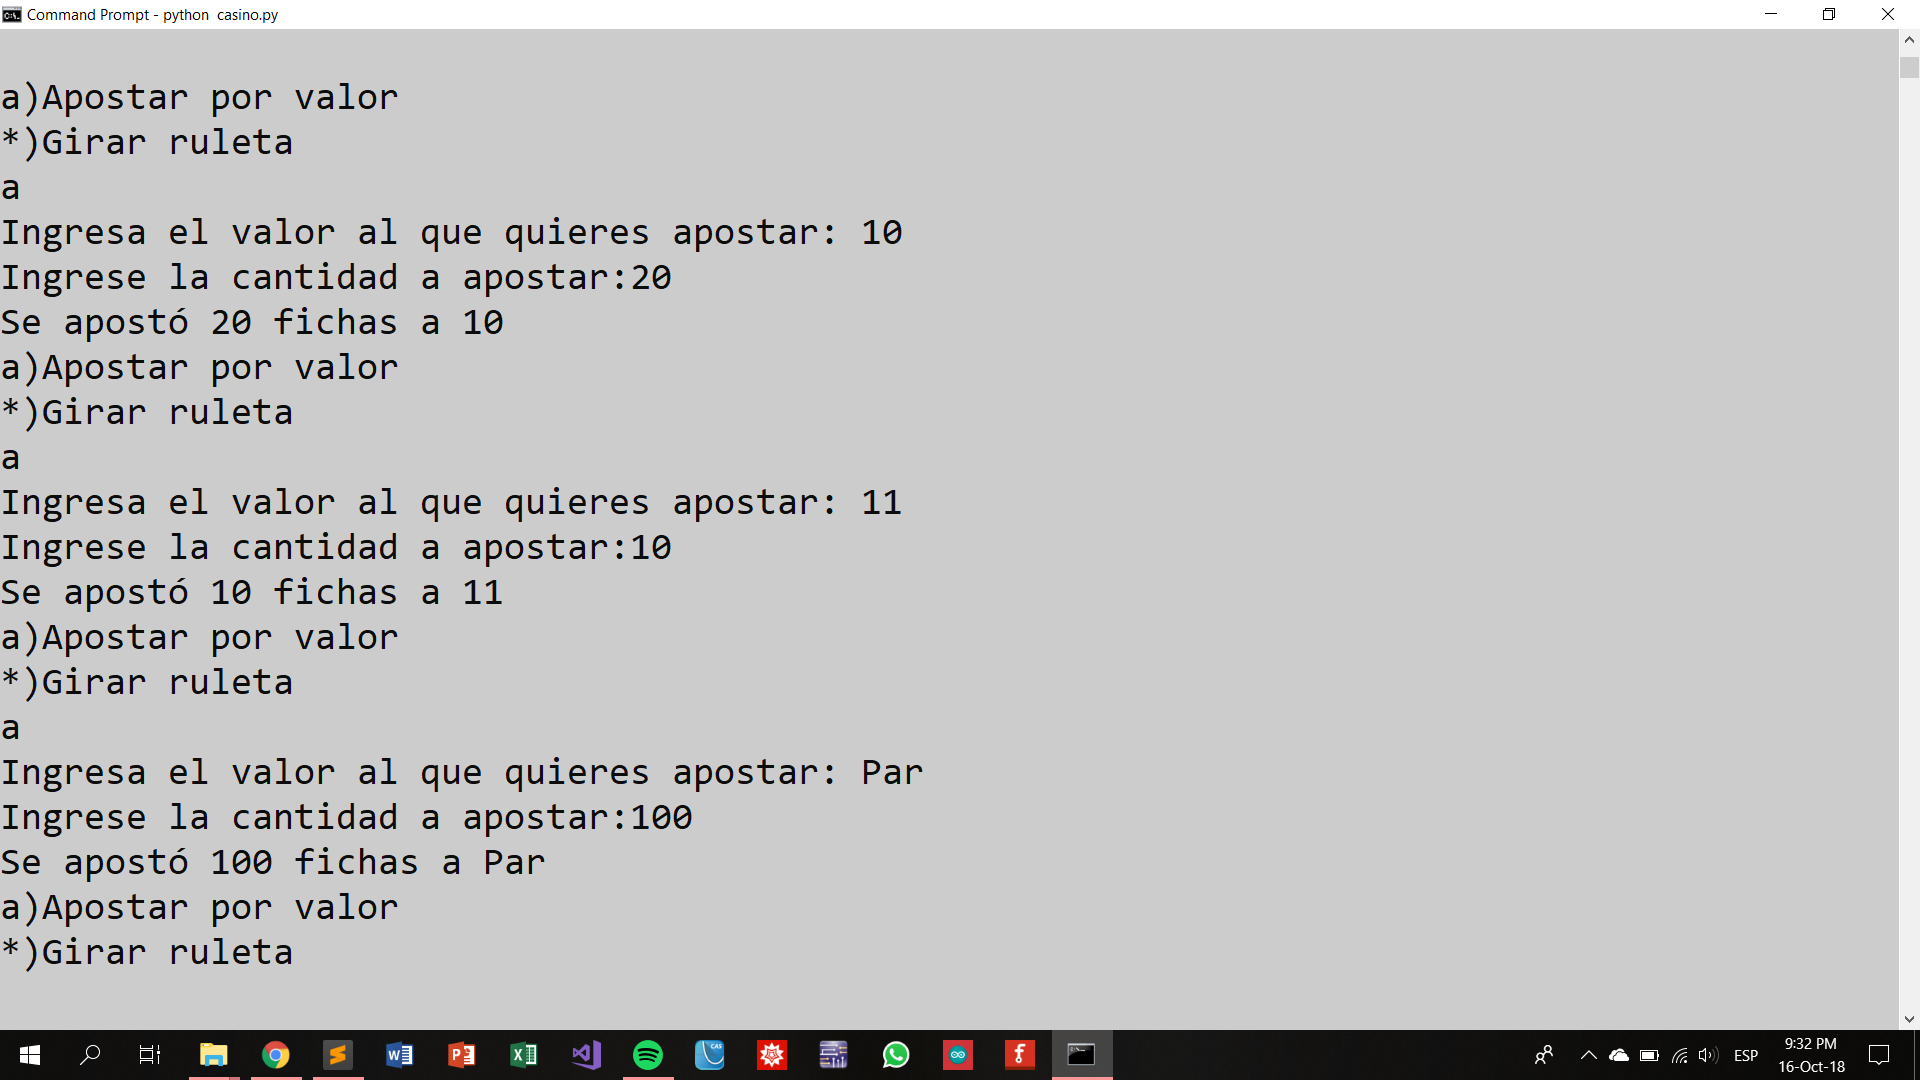 Command Prompt - python  casino.py
a)Apostar por valor
*)Girar ruleta
a
Ingresa el valor al que quieres apostar: 10
Ingrese la cantidad a apostar:20
Se apostó 20 fichas a 10
a)Apostar por valor
*)Girar ruleta
a
Ingresa el valor al que quieres apostar: 11
Ingrese la cantidad a apostar:10
Se apostó 10 fichas a 11
a)Apostar por valor
*)Girar ruleta
a
Ingresa el valor al que quieres apostar: Par
Ingrese la cantidad a apostar:100
Se apostó 100 fichas a Par
a)Apostar por valor
*)Girar ruleta
ESP
9:32 PM
16-Oct-18